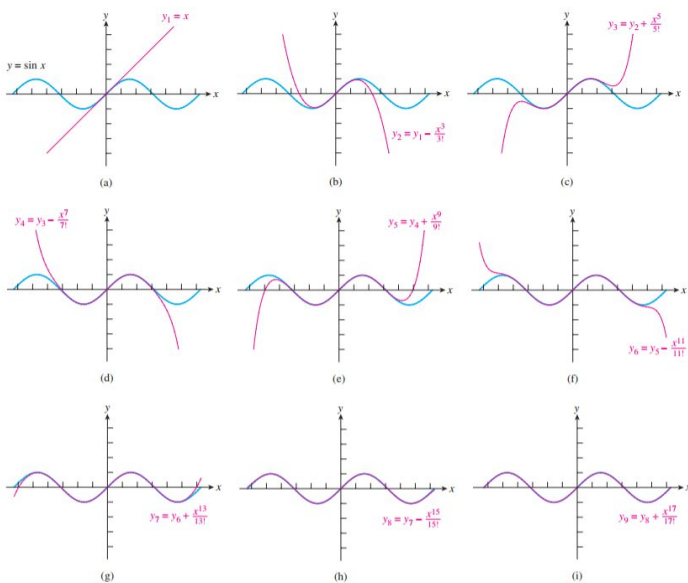 y
y₁ = x
y = sin x
x
(a)
y
x
y₂ = y₁ − x³/3!
(b)
y
y₃ = y₂ + x⁵/5!
x
(c)
y
y₄ = y₃ − x⁷/7!
x
(d)
y
y₅ = y₄ + x⁹/9!
x
(e)
y
x
y₆ = y₅ − x¹¹/11!
(f)
y
x
y₇ = y₆ + x¹³/13!
(g)
y
x
y₈ = y₇ − x¹⁵/15!
(h)
y
x
y₉ = y₈ + x¹⁷/17!
(i)